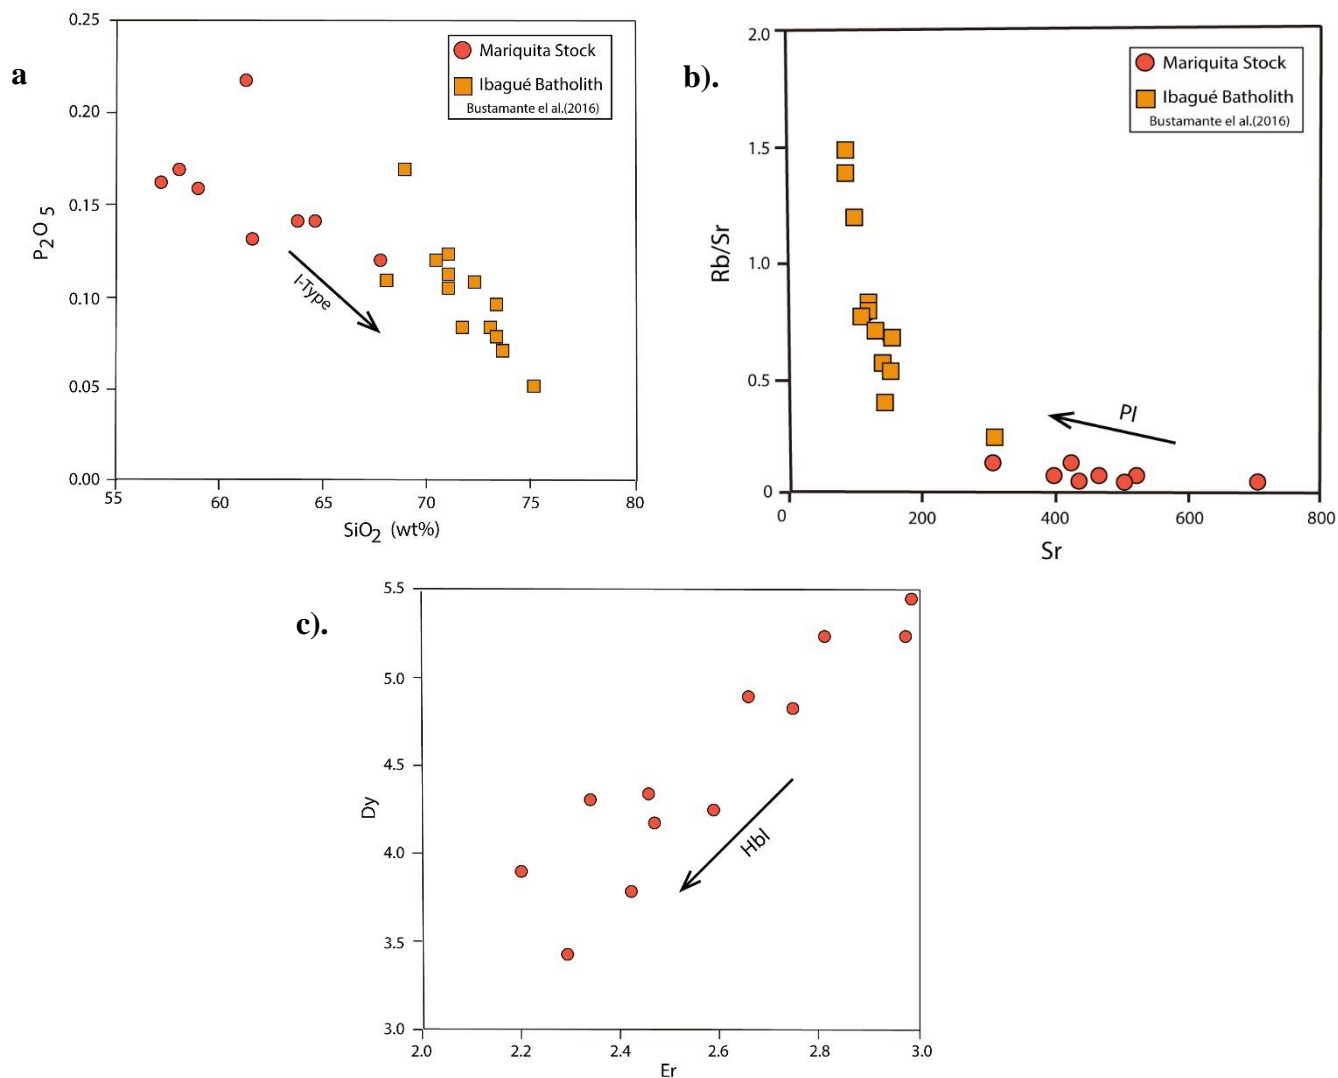 a
0.25
0.20
0.15
0.10
0.05
0.00
P2O5
55 60 65 70 75 80
SiO2 (wt%)
Mariquita Stock
Ibagué Batholith
Bustamante el al.(2016)
I-Type
b).
2.0
1.5
1.0
0.5
0
Rb/Sr
0 200 400 600 800
Sr
Mariquita Stock
Ibagué Batholith
Bustamante el al.(2016)
Pl
c).
5.5
5.0
4.5
4.0
3.5
3.0
Dy
2.0 2.2 2.4 2.6 2.8 3.0
Er
Hbl